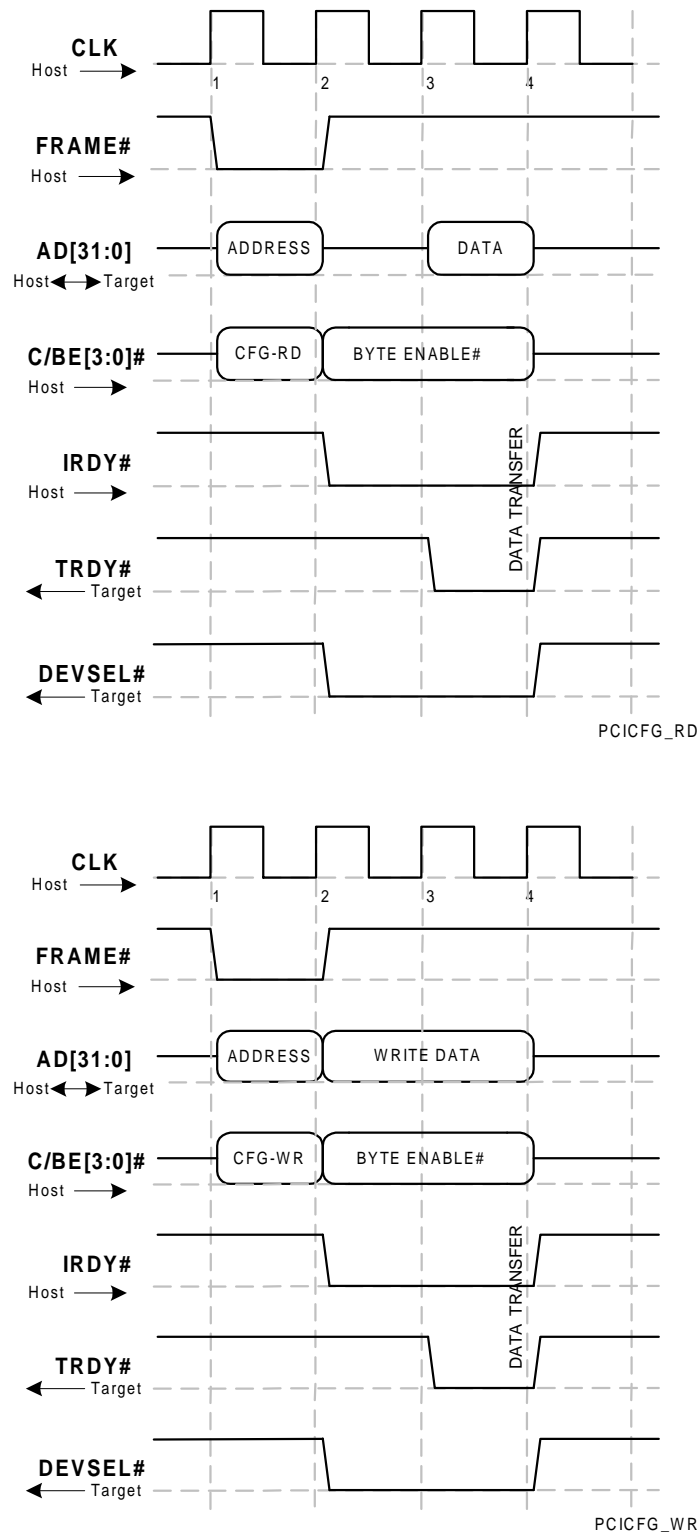 CLK
Host
1 2 3 4
FRAME#
Host
AD[31:0]
ADDRESS DATA
Host Target
C/BE[3:0]#
CFG-RD BYTE ENABLE#
Host
IRDY#
Host
DATA TRANSFER
TRDY#
Target
DEVSEL#
Target
PCICFG_RD
CLK
Host
1 2 3 4
FRAME#
Host
AD[31:0]
ADDRESS WRITE DATA
Host Target
C/BE[3:0]#
CFG-WR BYTE ENABLE#
Host
IRDY#
Host
DATA TRANSFER
TRDY#
Target
DEVSEL#
Target
PCICFG_WR